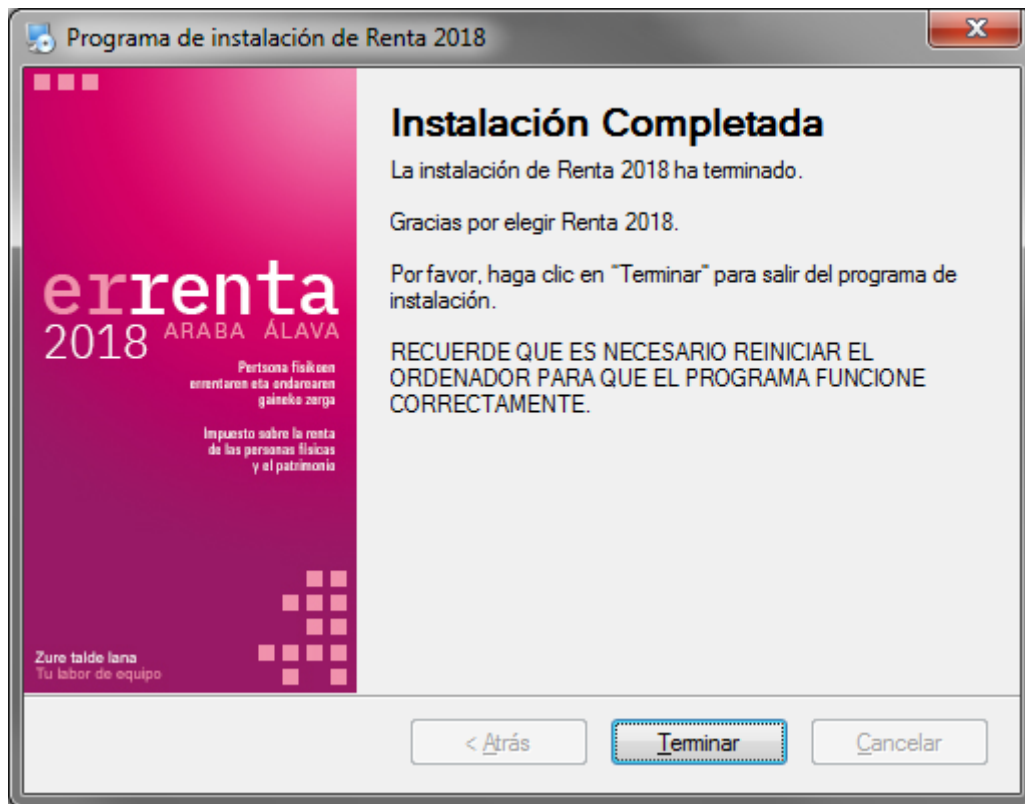 Programa de instalación de Renta 2018
errenta
2018 ARABA ÁLAVA
Pertsona fisikoen
errentaren eta ondarearen
gaineko zerga
Impuesto sobre la renta
de las personas físicas
y el patrimonio
Zure talde lana
Tu labor de equipo
Instalación Completada
La instalación de Renta 2018 ha terminado.
Gracias por elegir Renta 2018.
Por favor, haga clic en "Terminar" para salir del programa de
instalación.
RECUERDE QUE ES NECESARIO REINICIAR EL
ORDENADOR PARA QUE EL PROGRAMA FUNCIONE
CORRECTAMENTE.
< Atrás
Terminar
Cancelar